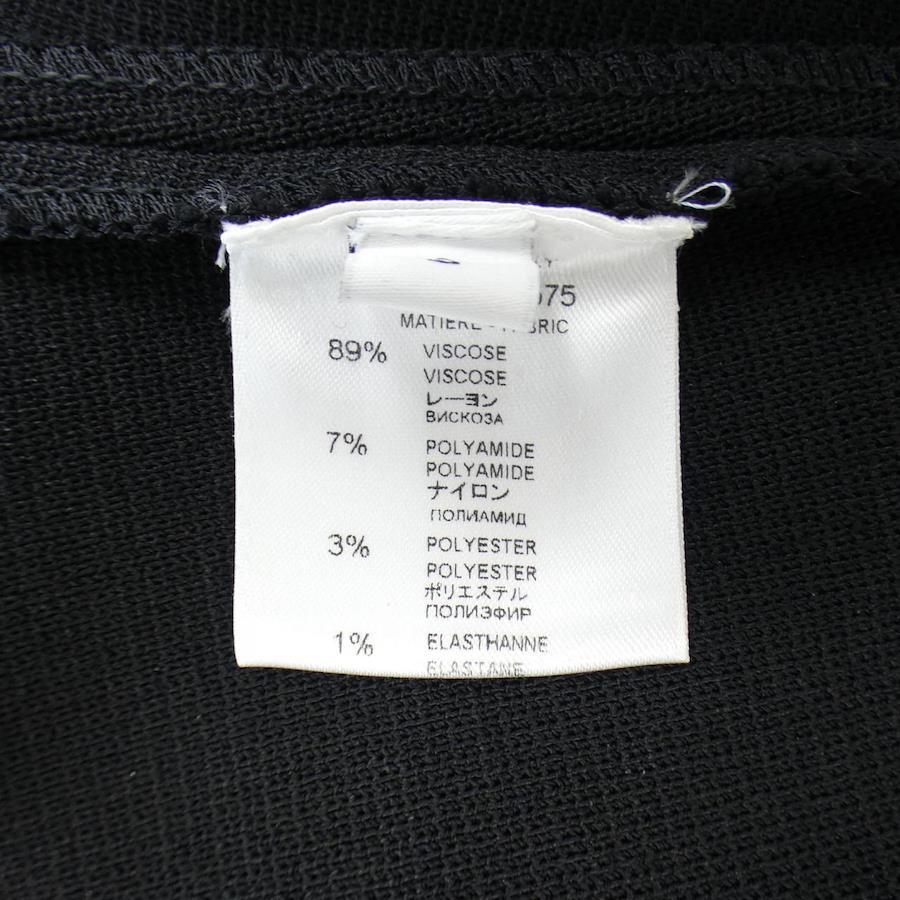 575
MATIERE - FABRIC
89% VISCOSE
VISCOSE
レーヨン
ВИСКОЗА
7% POLYAMIDE
POLYAMIDE
ナイロン
ПОЛИАМИД
3% POLYESTER
POLYESTER
ポリエステル
ПОЛИЭФИР
1% ELASTHANNE
ELASTANE